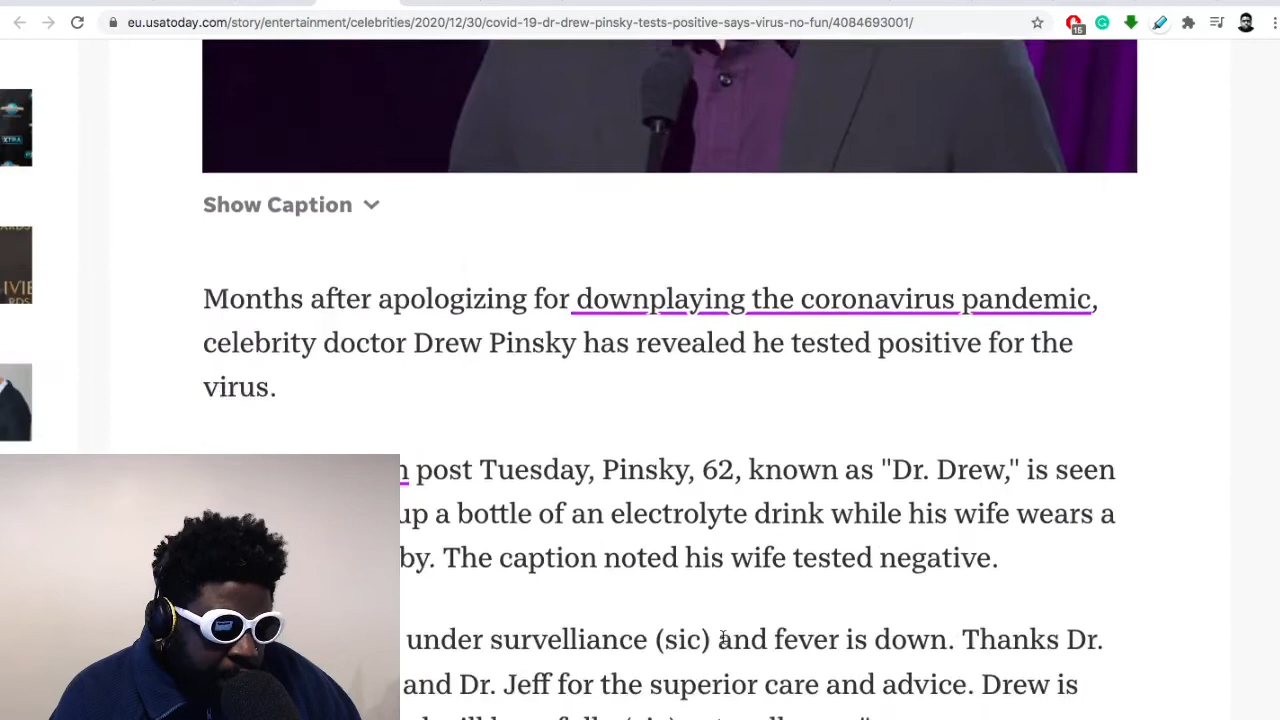 eu.usatoday.com/story/entertainment/celebrities/2020/12/30/covid-19-dr-drew-pinsky-tests-positive-says-virus-no-fun/4084693001/
15
XTRA
IVIE
RDS
Show Caption
Months after apologizing for downplaying the coronavirus pandemic,
celebrity doctor Drew Pinsky has revealed he tested positive for the
virus.
post Tuesday, Pinsky, 62, known as "Dr. Drew," is seen
up a bottle of an electrolyte drink while his wife wears a
by. The caption noted his wife tested negative.
under survelliance (sic) and fever is down. Thanks Dr.
and Dr. Jeff for the superior care and advice. Drew is